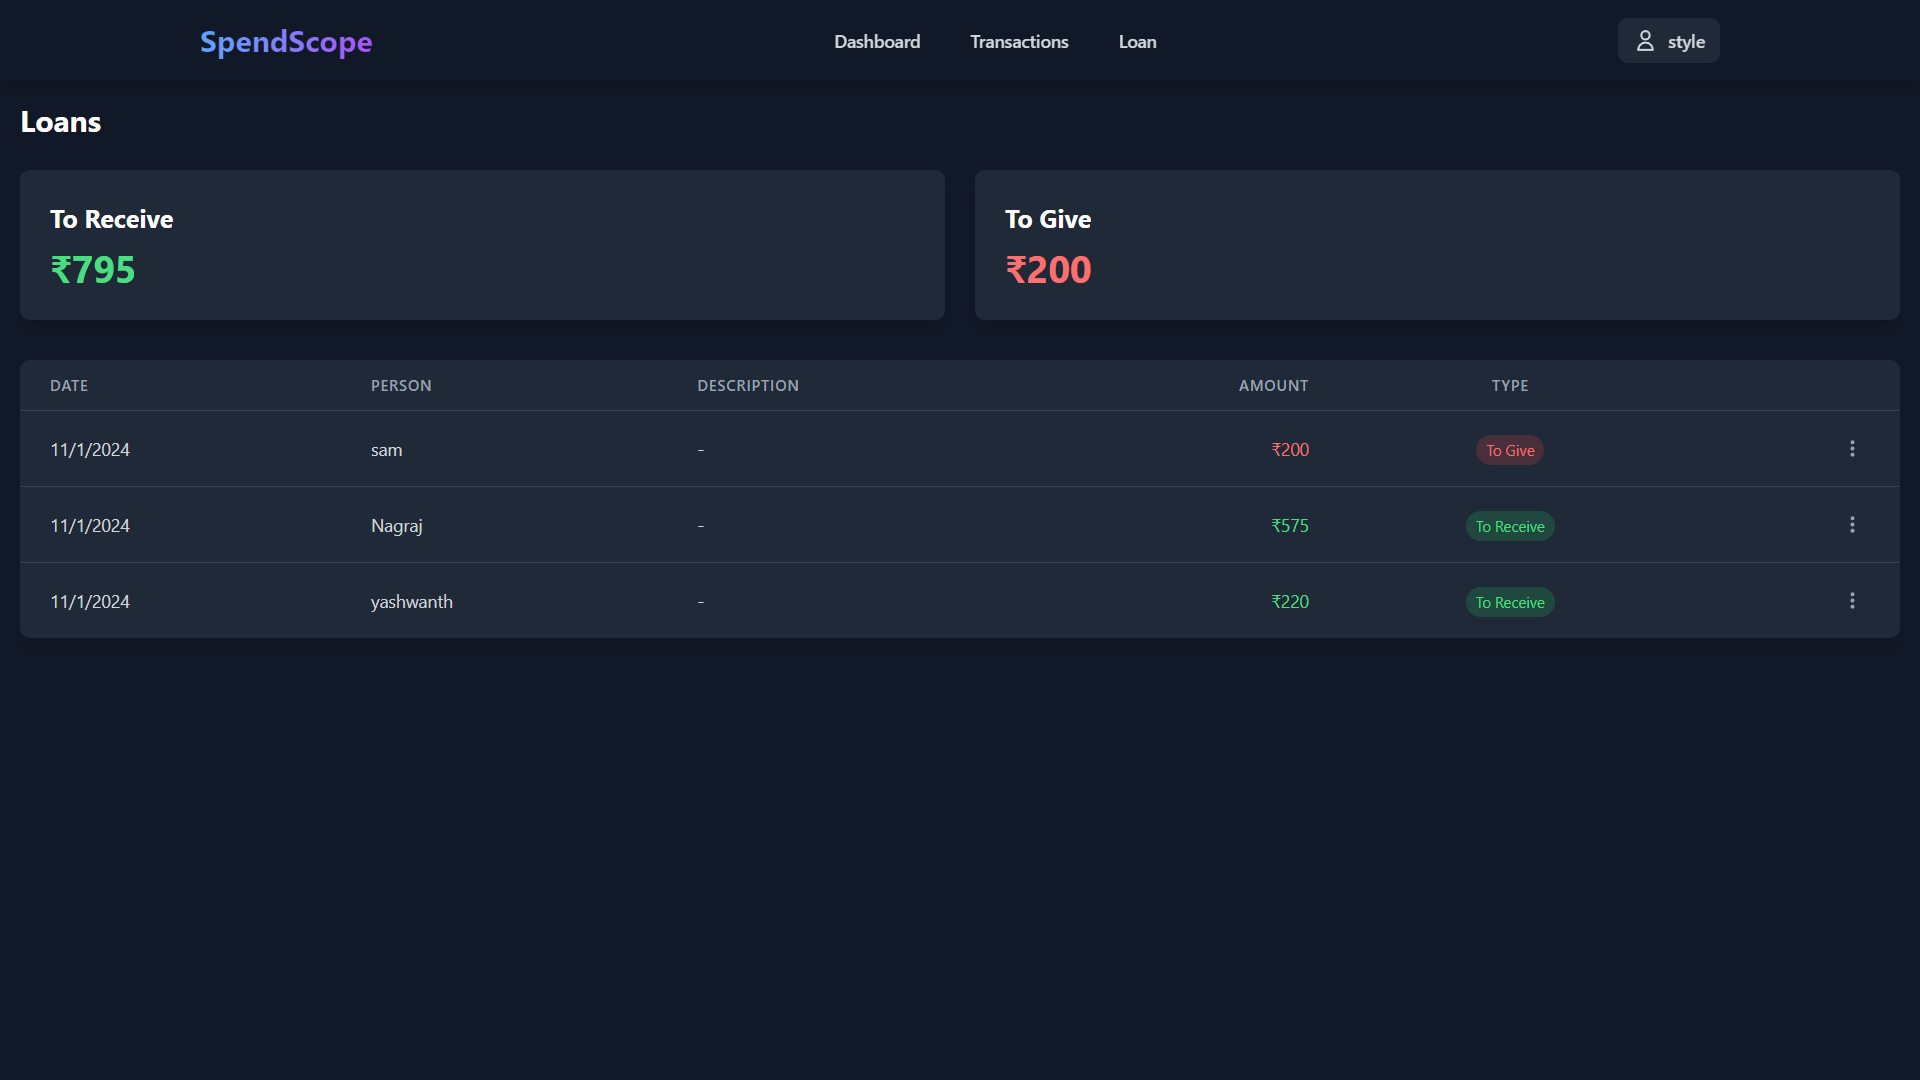 SpendScope Dashboard Transactions Loan style
Loans
To Receive To Give
₹795 ₹200
DATE PERSON DESCRIPTION AMOUNT TYPE
11/1/2024 sam - ₹200 To Give
11/1/2024 Nagraj - ₹575 To Receive
11/1/2024 yashwanth - ₹220 To Receive